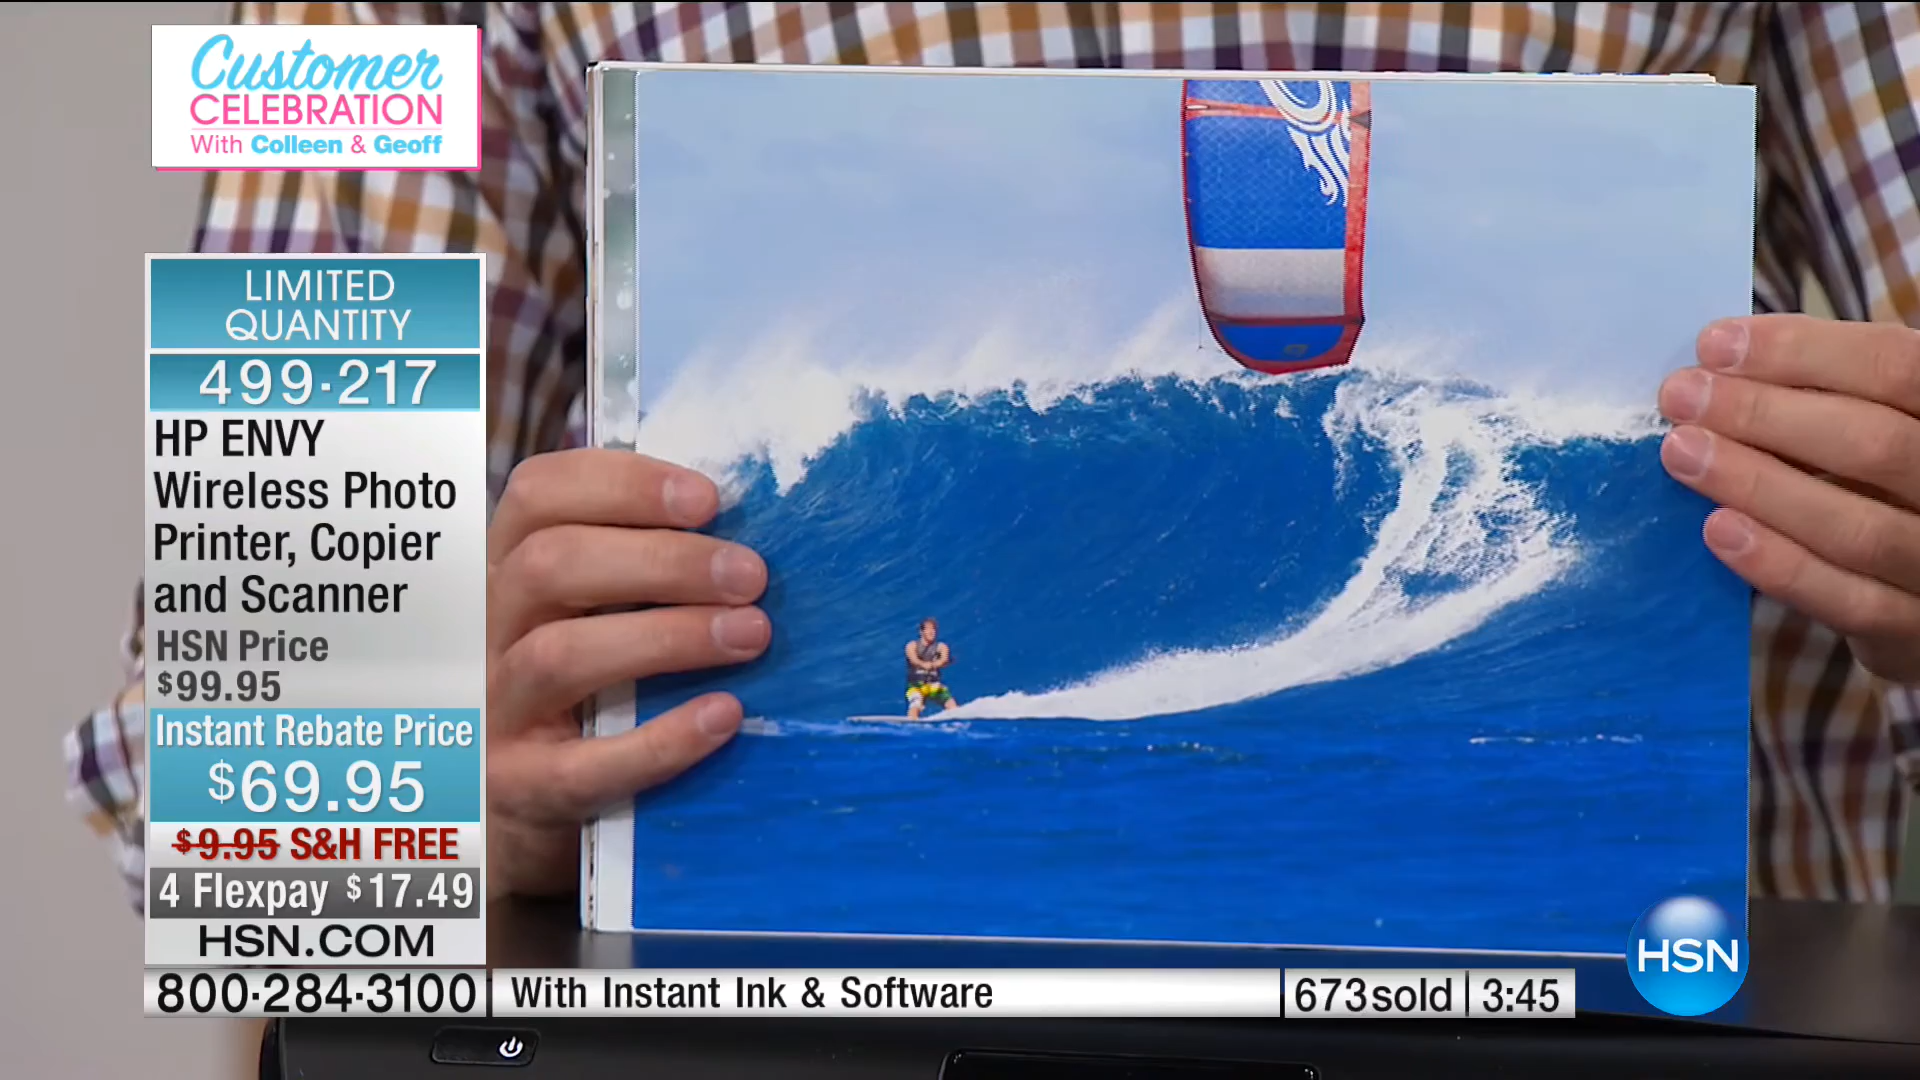 Customer
CELEBRATION
With Colleen & Geoff
LIMITED
QUANTITY
499·217
HP ENVY
Wireless Photo
Printer, Copier
and Scanner
HSN Price
$99.95
Instant Rebate Price
$69.95
$9.95 S&H FREE
4 Flexpay $17.49
HSN.COM
800·284·3100
With Instant Ink & Software
673 sold
3:45
HSN